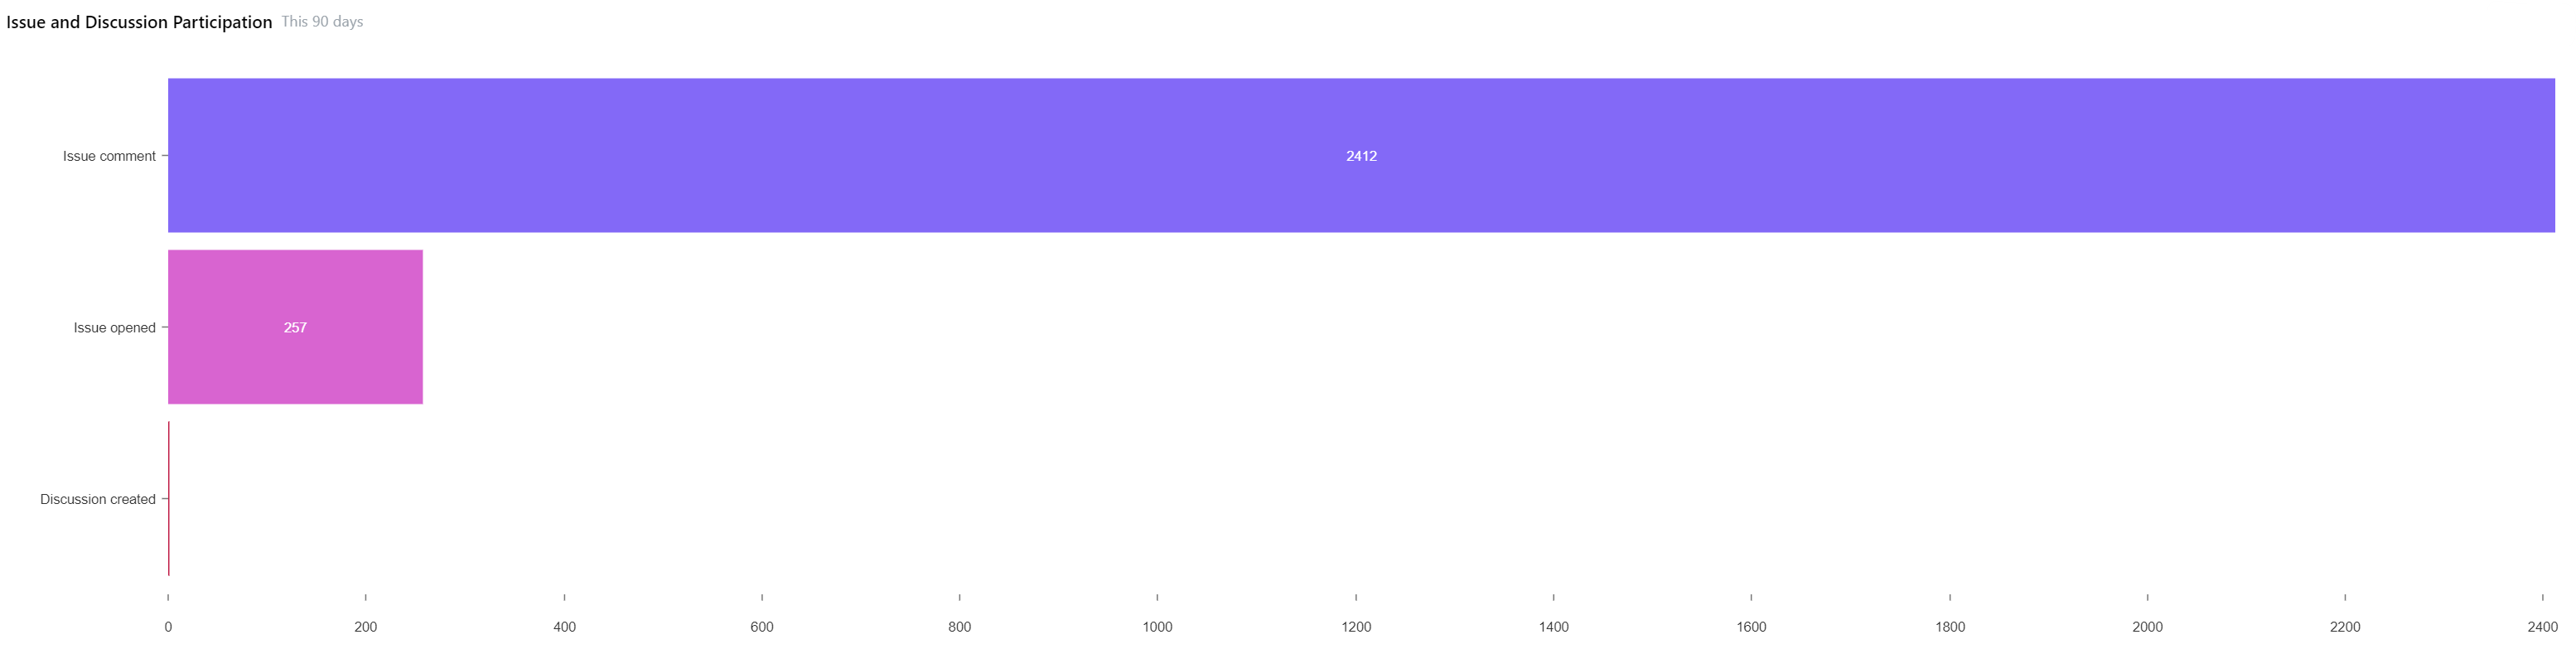 Issue and Discussion Participation This 90 days
Issue comment 2412
Issue opened 257
Discussion created
0 200 400 600 800 1000 1200 1400 1600 1800 2000 2200 2400